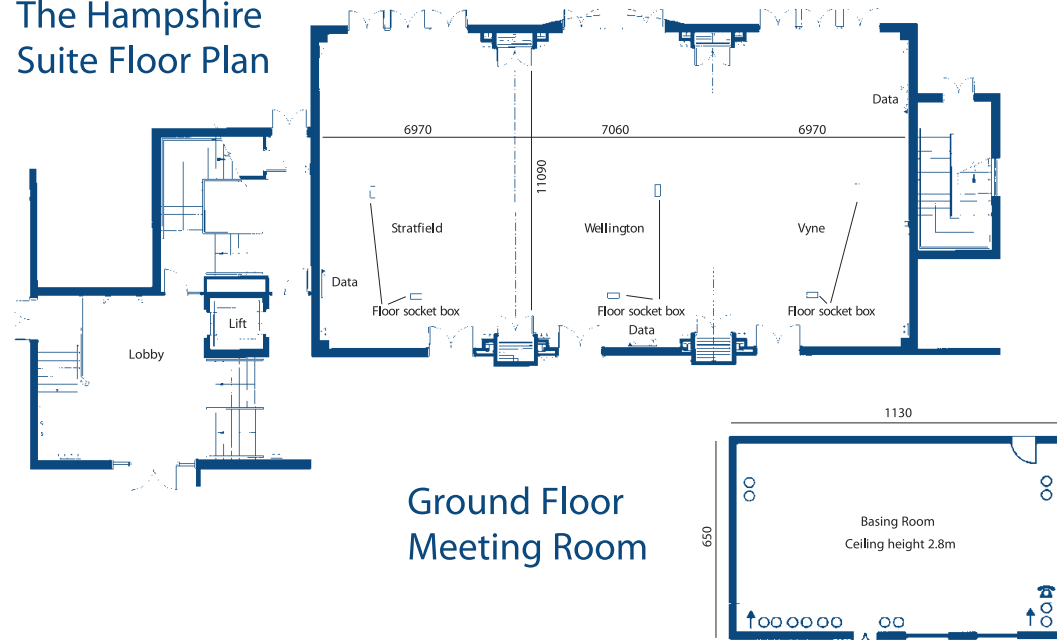 The Hampshire
Suite Floor Plan
Data
6970
7060
6970
11090
Stratfield
Wellington
Vyne
Data
Floor socket box
Floor socket box
Floor socket box
Lift
Data
Lobby
1130
Ground Floor
Meeting Room
650
Basing Room
Ceiling height 2.8m